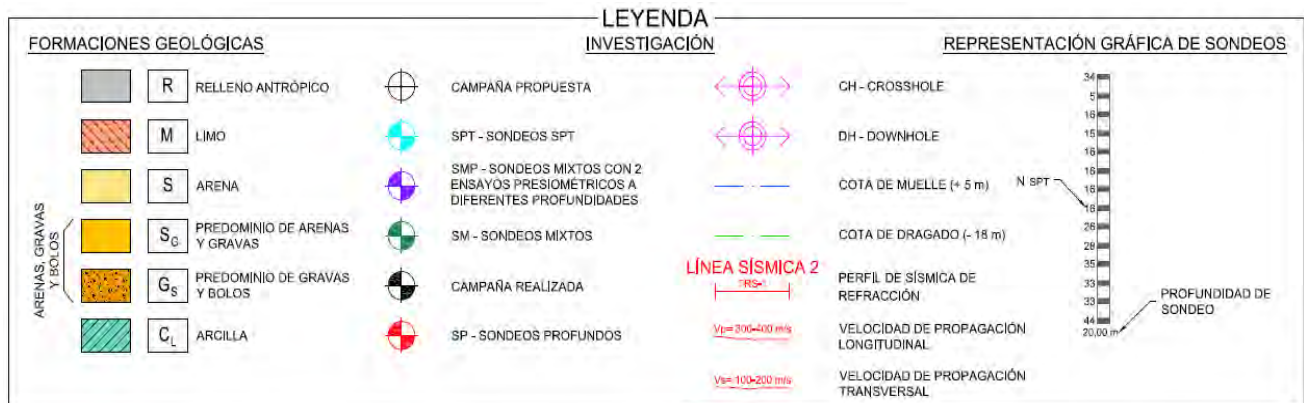 LEYENDA
FORMACIONES GEOLÓGICAS
R
RELLENO ANTRÓPICO
M
LIMO
S
ARENA
ARENAS, GRAVAS
Y BOLOS
SG
PREDOMINIO DE ARENAS
Y GRAVAS
GS
PREDOMINIO DE GRAVAS
Y BOLOS
CL
ARCILLA
INVESTIGACIÓN
CAMPAÑA PROPUESTA
SPT - SONDEOS SPT
SMP - SONDEOS MIXTOS CON 2
ENSAYOS PRESIOMÉTRICOS A
DIFERENTES PROFUNDIDADES
SM - SONDEOS MIXTOS
CAMPAÑA REALIZADA
SP - SONDEOS PROFUNDOS
CH - CROSSHOLE
DH - DOWNHOLE
COTA DE MUELLE (+ 5 m)
COTA DE DRAGADO (- 18 m)
LÍNEA SÍSMICA 2
PERFIL DE SÍSMICA DE
REFRACCIÓN
Vp= 300-400 m/s
VELOCIDAD DE PROPAGACIÓN
LONGITUDINAL
Vs= 100-200 m/s
VELOCIDAD DE PROPAGACIÓN
TRANSVERSAL
REPRESENTACIÓN GRÁFICA DE SONDEOS
34
5
16
15
16
16
16
N SPT
18
26
28
35
33
33
44
20,00 m
PROFUNDIDAD DE
SONDEO